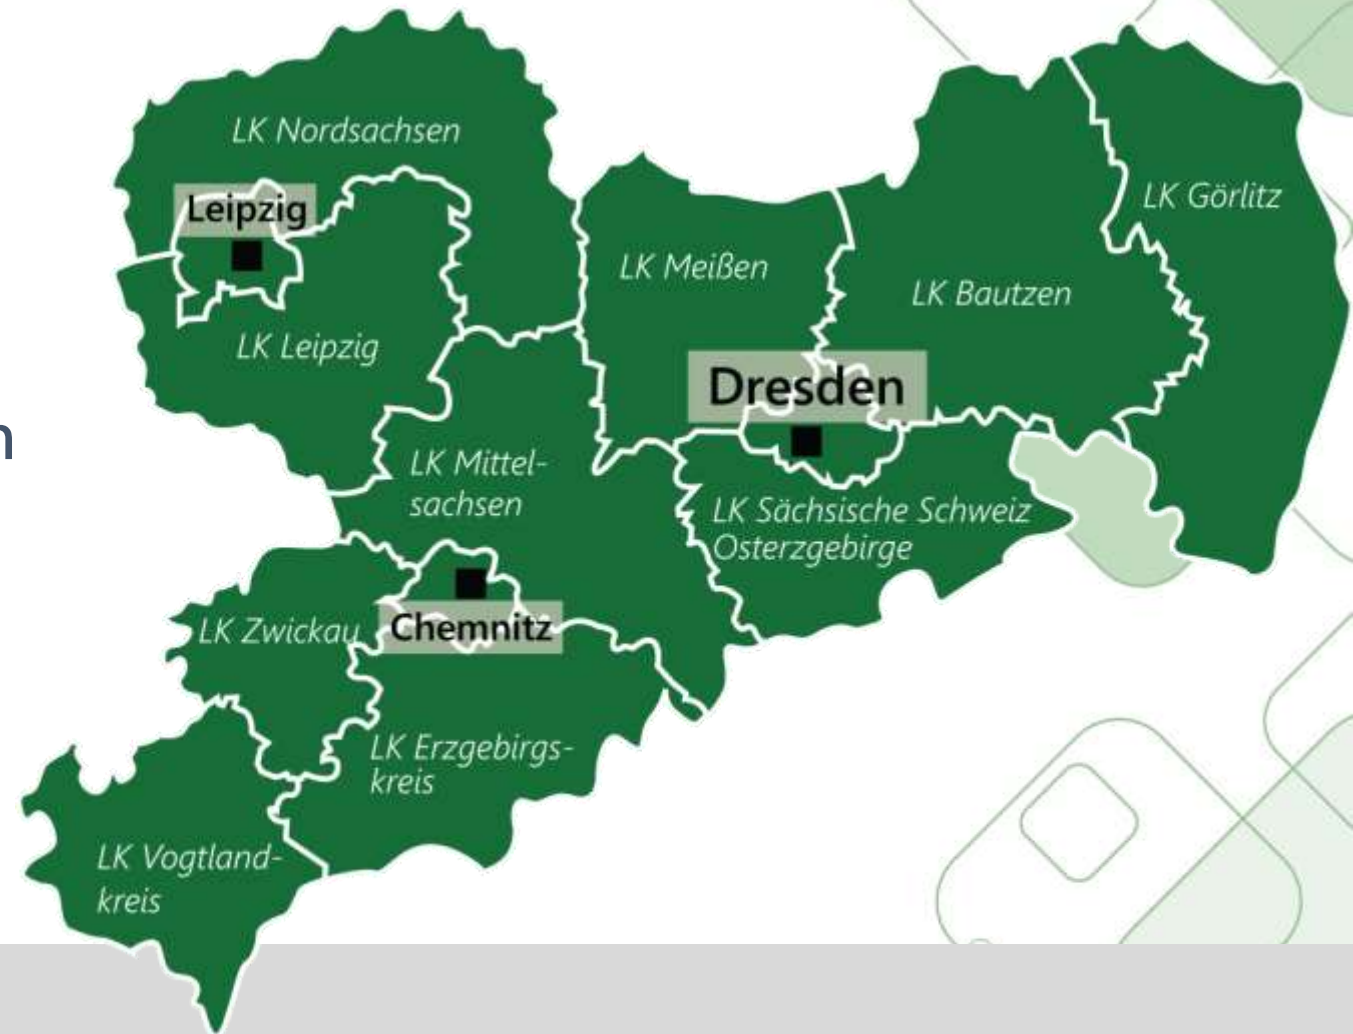 LK Nordsachsen
Leipzig
LK Görlitz
LK Meißen
LK Bautzen
LK Leipzig
Dresden
n
LK Mittel-
sachsen
LK Sächsische Schweiz
Osterzgebirge
LK Zwickau
Chemnitz
LK Erzgebirgs-
kreis
LK Vogtland-
kreis